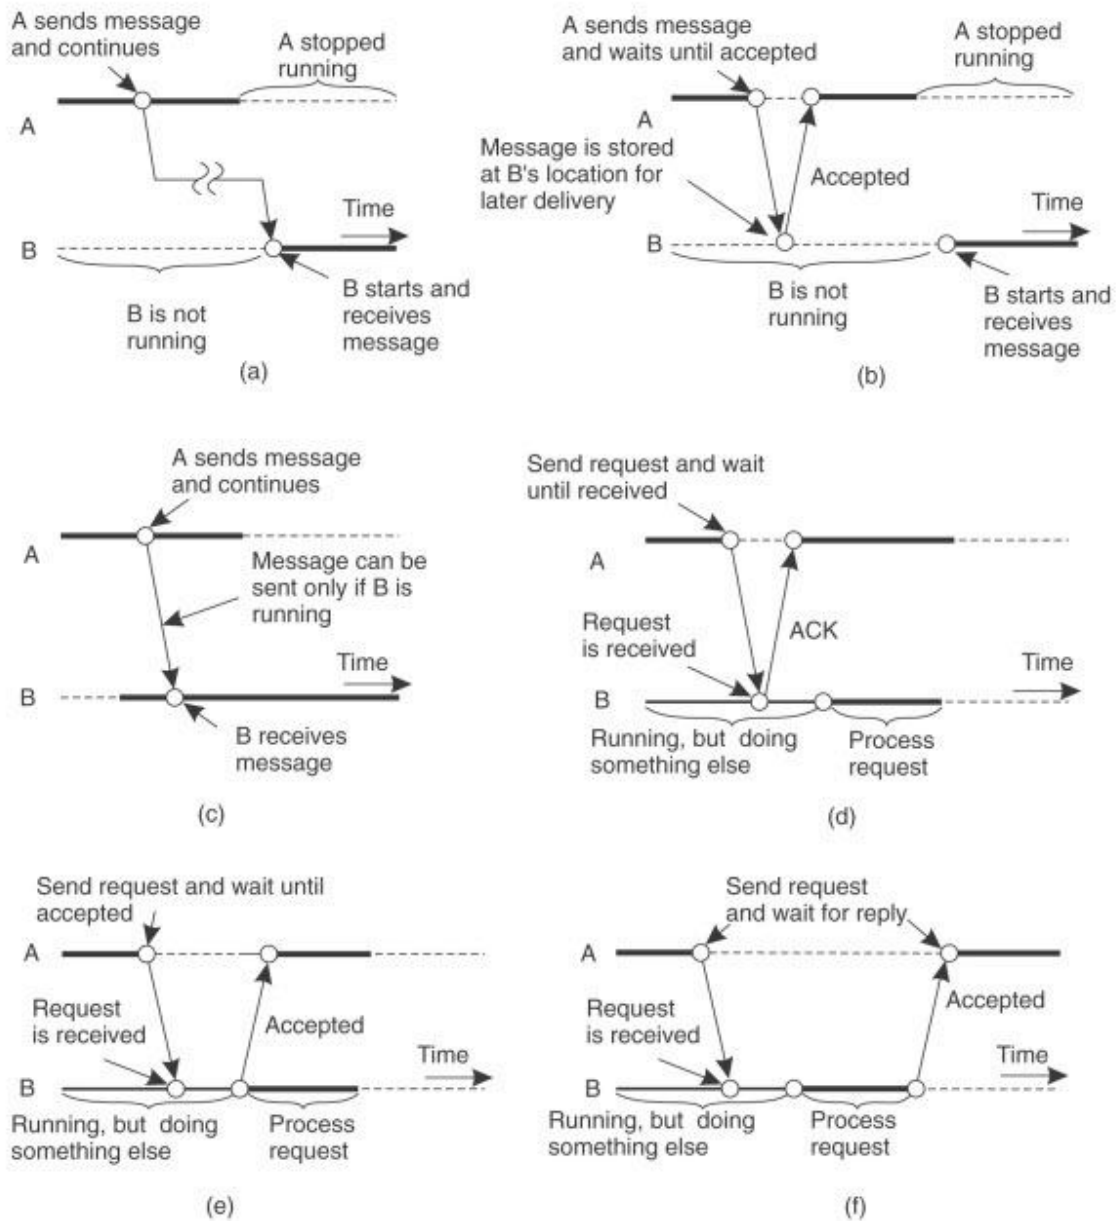 A sends message
and continues
A stopped
running
A
Time
B
B is not
running
B starts and
receives
message
(a)
A sends message
and waits until accepted
A stopped
running
A
Message is stored
at B's location for
later delivery
Accepted
Time
B
B is not
running
B starts and
receives
message
(b)
A sends message
and continues
A
Message can be
sent only if B is
running
Time
B
B receives
message
(c)
Send request and wait
until received
A
Request
is received
ACK
Time
B
Running, but doing
something else
Process
request
(d)
Send request and wait until
accepted
A
Request
is received
Accepted
Time
B
Running, but doing
something else
Process
request
(e)
Send request
and wait for reply
A
Request
is received
Accepted
Time
B
Running, but doing
something else
Process
request
(f)